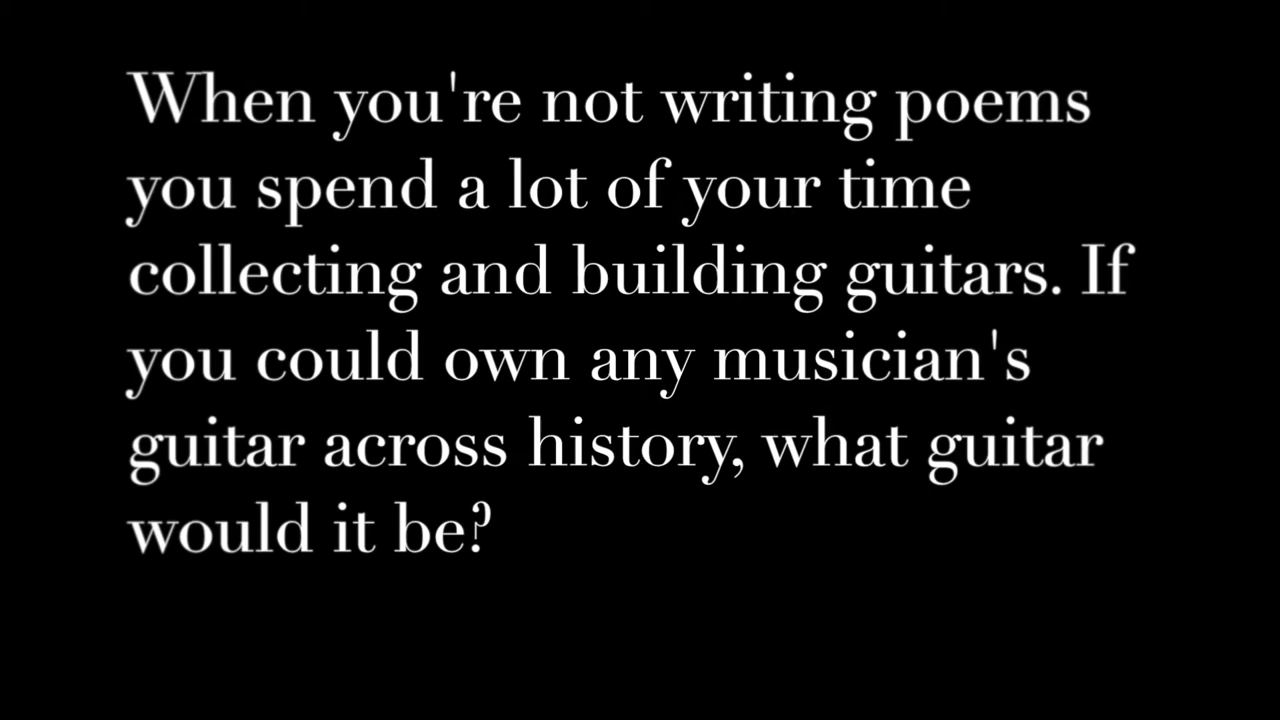 When you're not writing poems
you spend a lot of your time
collecting and building guitars. If
you could own any musician's
guitar across history, what guitar
would it be?